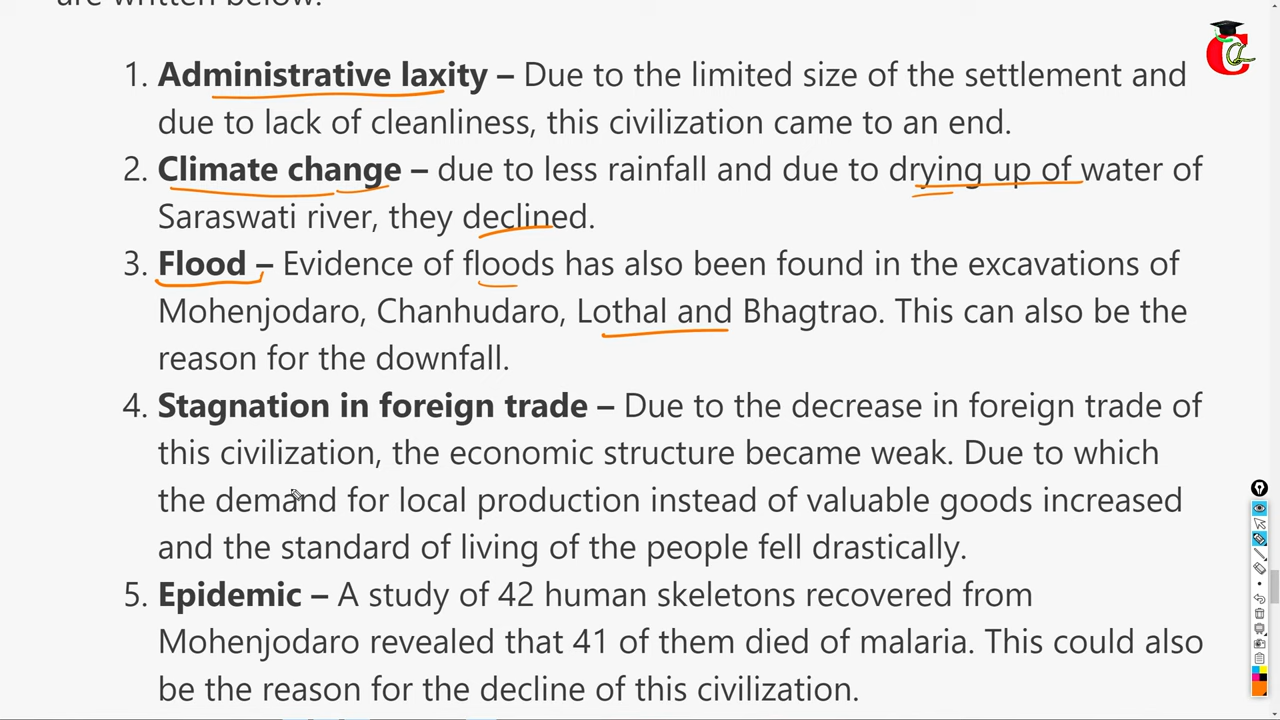 are written below.
1. Administrative laxity – Due to the limited size of the settlement and
due to lack of cleanliness, this civilization came to an end.
2. Climate change – due to less rainfall and due to drying up of water of
Saraswati river, they declined.
3. Flood – Evidence of floods has also been found in the excavations of
Mohenjodaro, Chanhudaro, Lothal and Bhagtrao. This can also be the
reason for the downfall.
4. Stagnation in foreign trade – Due to the decrease in foreign trade of
this civilization, the economic structure became weak. Due to which
the demand for local production instead of valuable goods increased
and the standard of living of the people fell drastically.
5. Epidemic – A study of 42 human skeletons recovered from
Mohenjodaro revealed that 41 of them died of malaria. This could also
be the reason for the decline of this civilization.